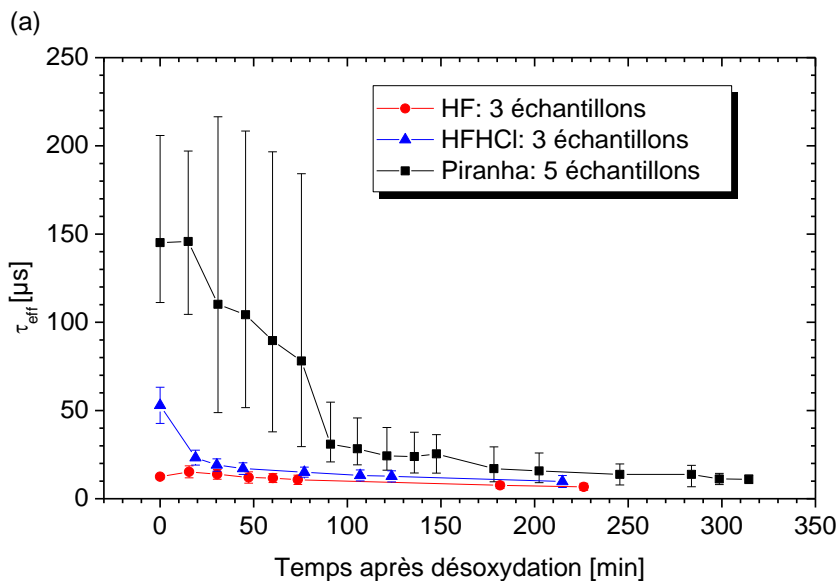 (a)
250
200
150
100
50
0
τeff [µs]
HF: 3 échantillons
HFHCl: 3 échantillons
Piranha: 5 échantillons
0 50 100 150 200 250 300 350
Temps après désoxydation [min]